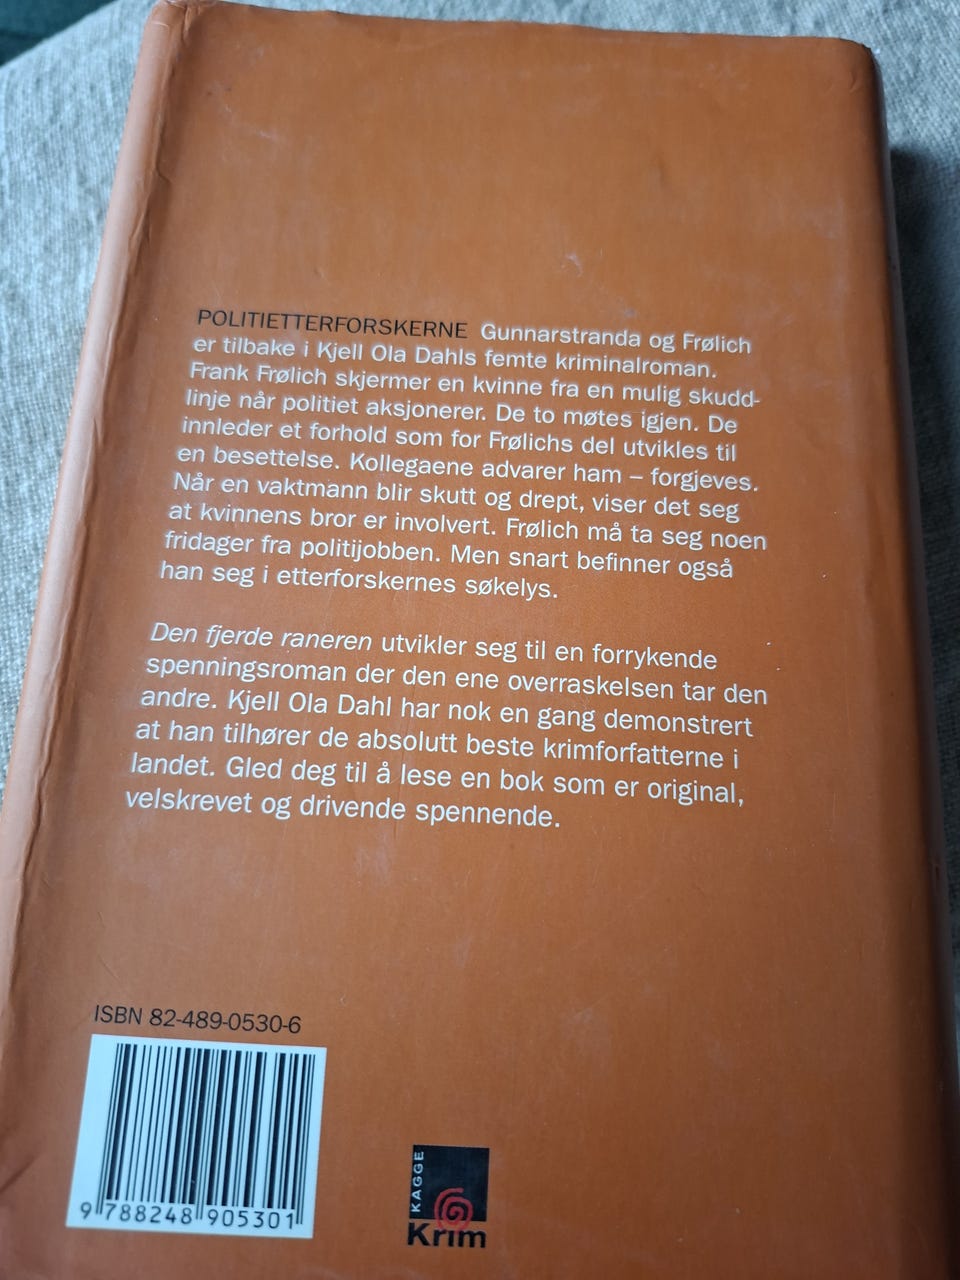 POLITIETTERFORSKERNE Gunnarstranda og Frølich
er tilbake i Kjell Ola Dahls femte kriminalroman.
Frank Frølich skjermer en kvinne fra en mulig skudd-
linje når politiet aksjonerer. De to møtes igjen. De
innleder et forhold som for Frølichs del utvikles til
en besettelse. Kollegaene advarer ham – forgjeves.
Når en vaktmann blir skutt og drept, viser det seg
at kvinnens bror er involvert. Frølich må ta seg noen
fridager fra politijobben. Men snart befinner også
han seg i etterforskernes søkelys.
Den fjerde raneren utvikler seg til en forrykende
spenningsroman der den ene overraskelsen tar den
andre. Kjell Ola Dahl har nok en gang demonstrert
at han tilhører de absolutt beste krimforfatterne i
landet. Gled deg til å lese en bok som er original,
velskrevet og drivende spennende.
ISBN 82-489-0530-6
9 788248 905301
KAGGE
Krim